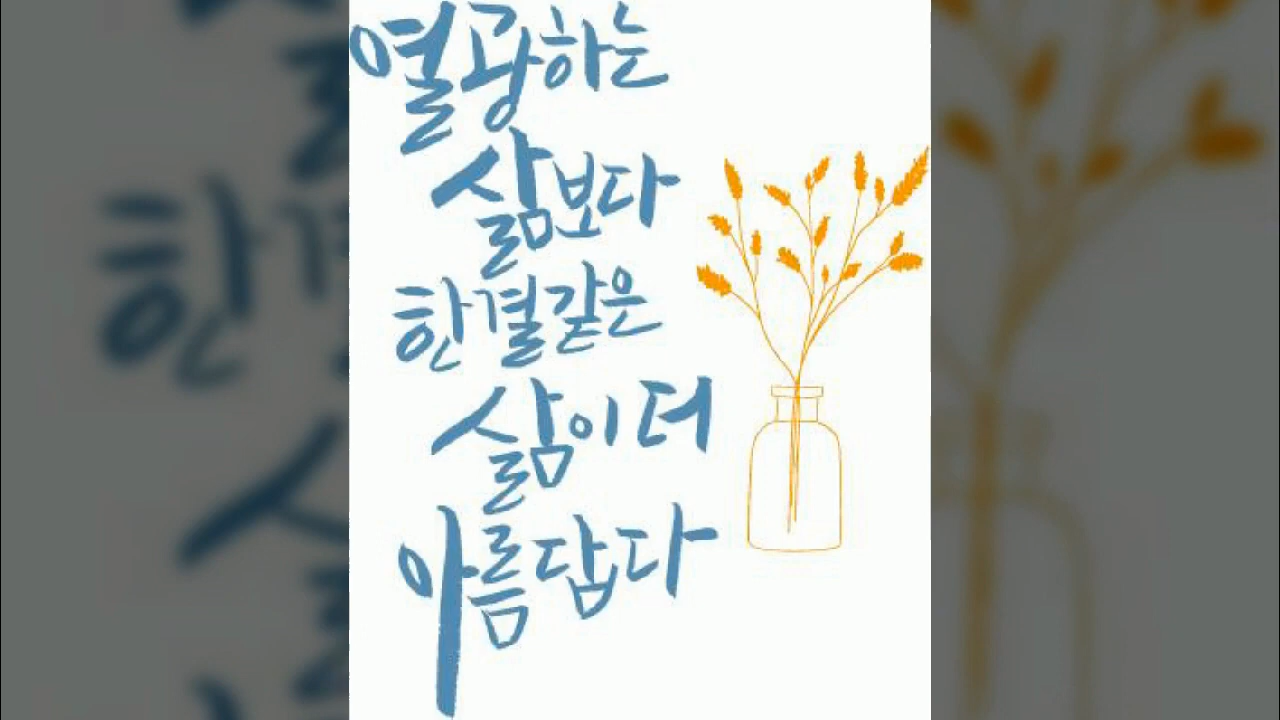 열광하는
삶보다
한결같은
삶이 더
아름답다